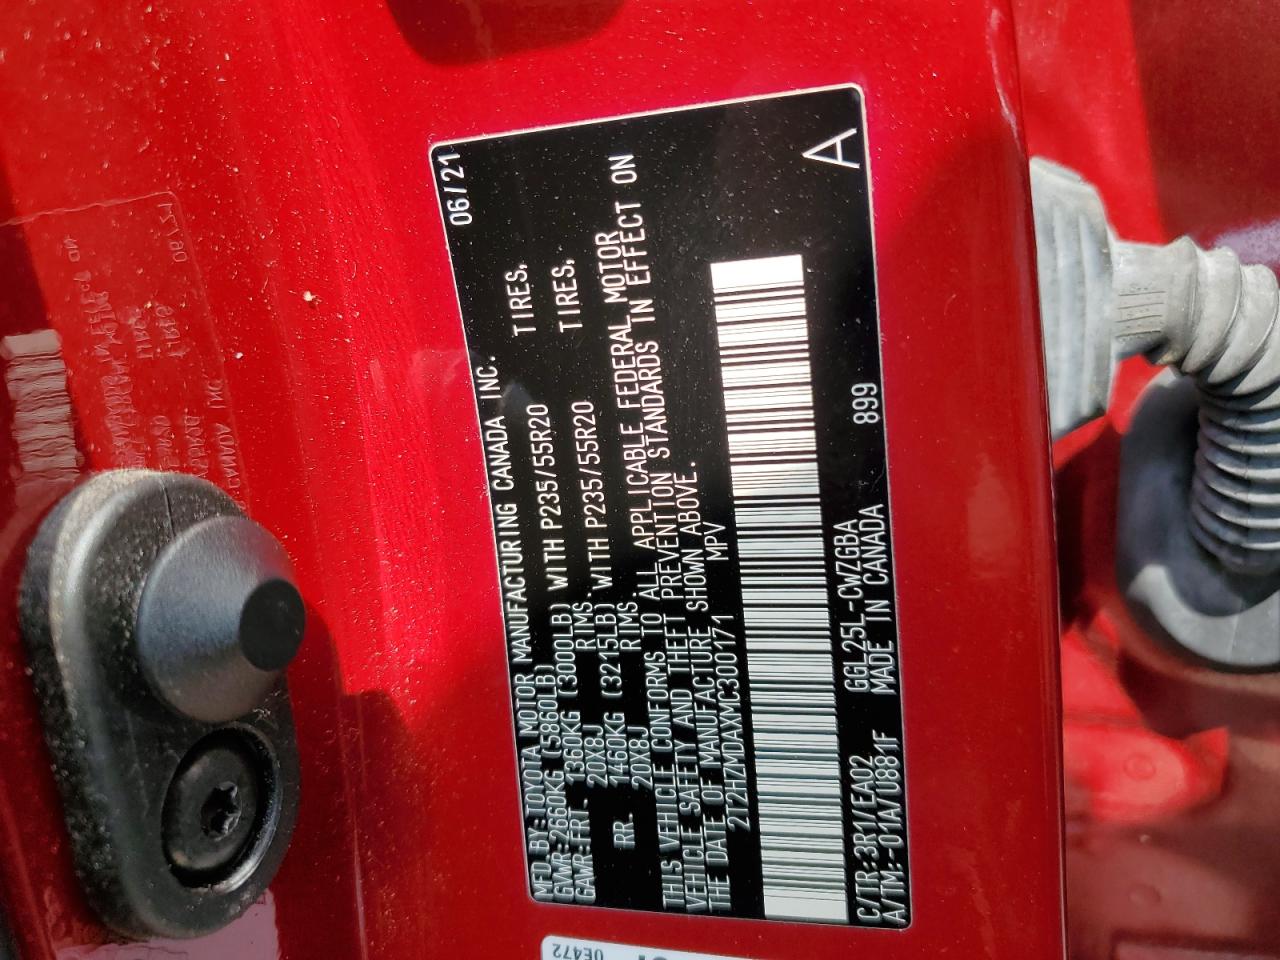 MFD. BY: TOYOTA MOTOR MANUFACTURING CANADA INC. 06/21
GVWR: 2660KG (5860LB)
GAWR: FRT. 1360KG (3000LB) WITH P235/55R20 TIRES,
20X8J RIMS
RR. 1460KG (3215LB) WITH P235/55R20 TIRES,
20X8J RIMS
THIS VEHICLE CONFORMS TO ALL APPLICABLE FEDERAL MOTOR
VEHICLE SAFETY AND THEFT PREVENTION STANDARDS IN EFFECT ON
THE DATE OF MANUFACTURE SHOWN ABOVE.
2T2HZMDAXMC300171 MPV
C/TR: 3R1/EA02 GGL25L-CWZGBA 899 A
A/TM: -01A/U881F MADE IN CANADA
0E472